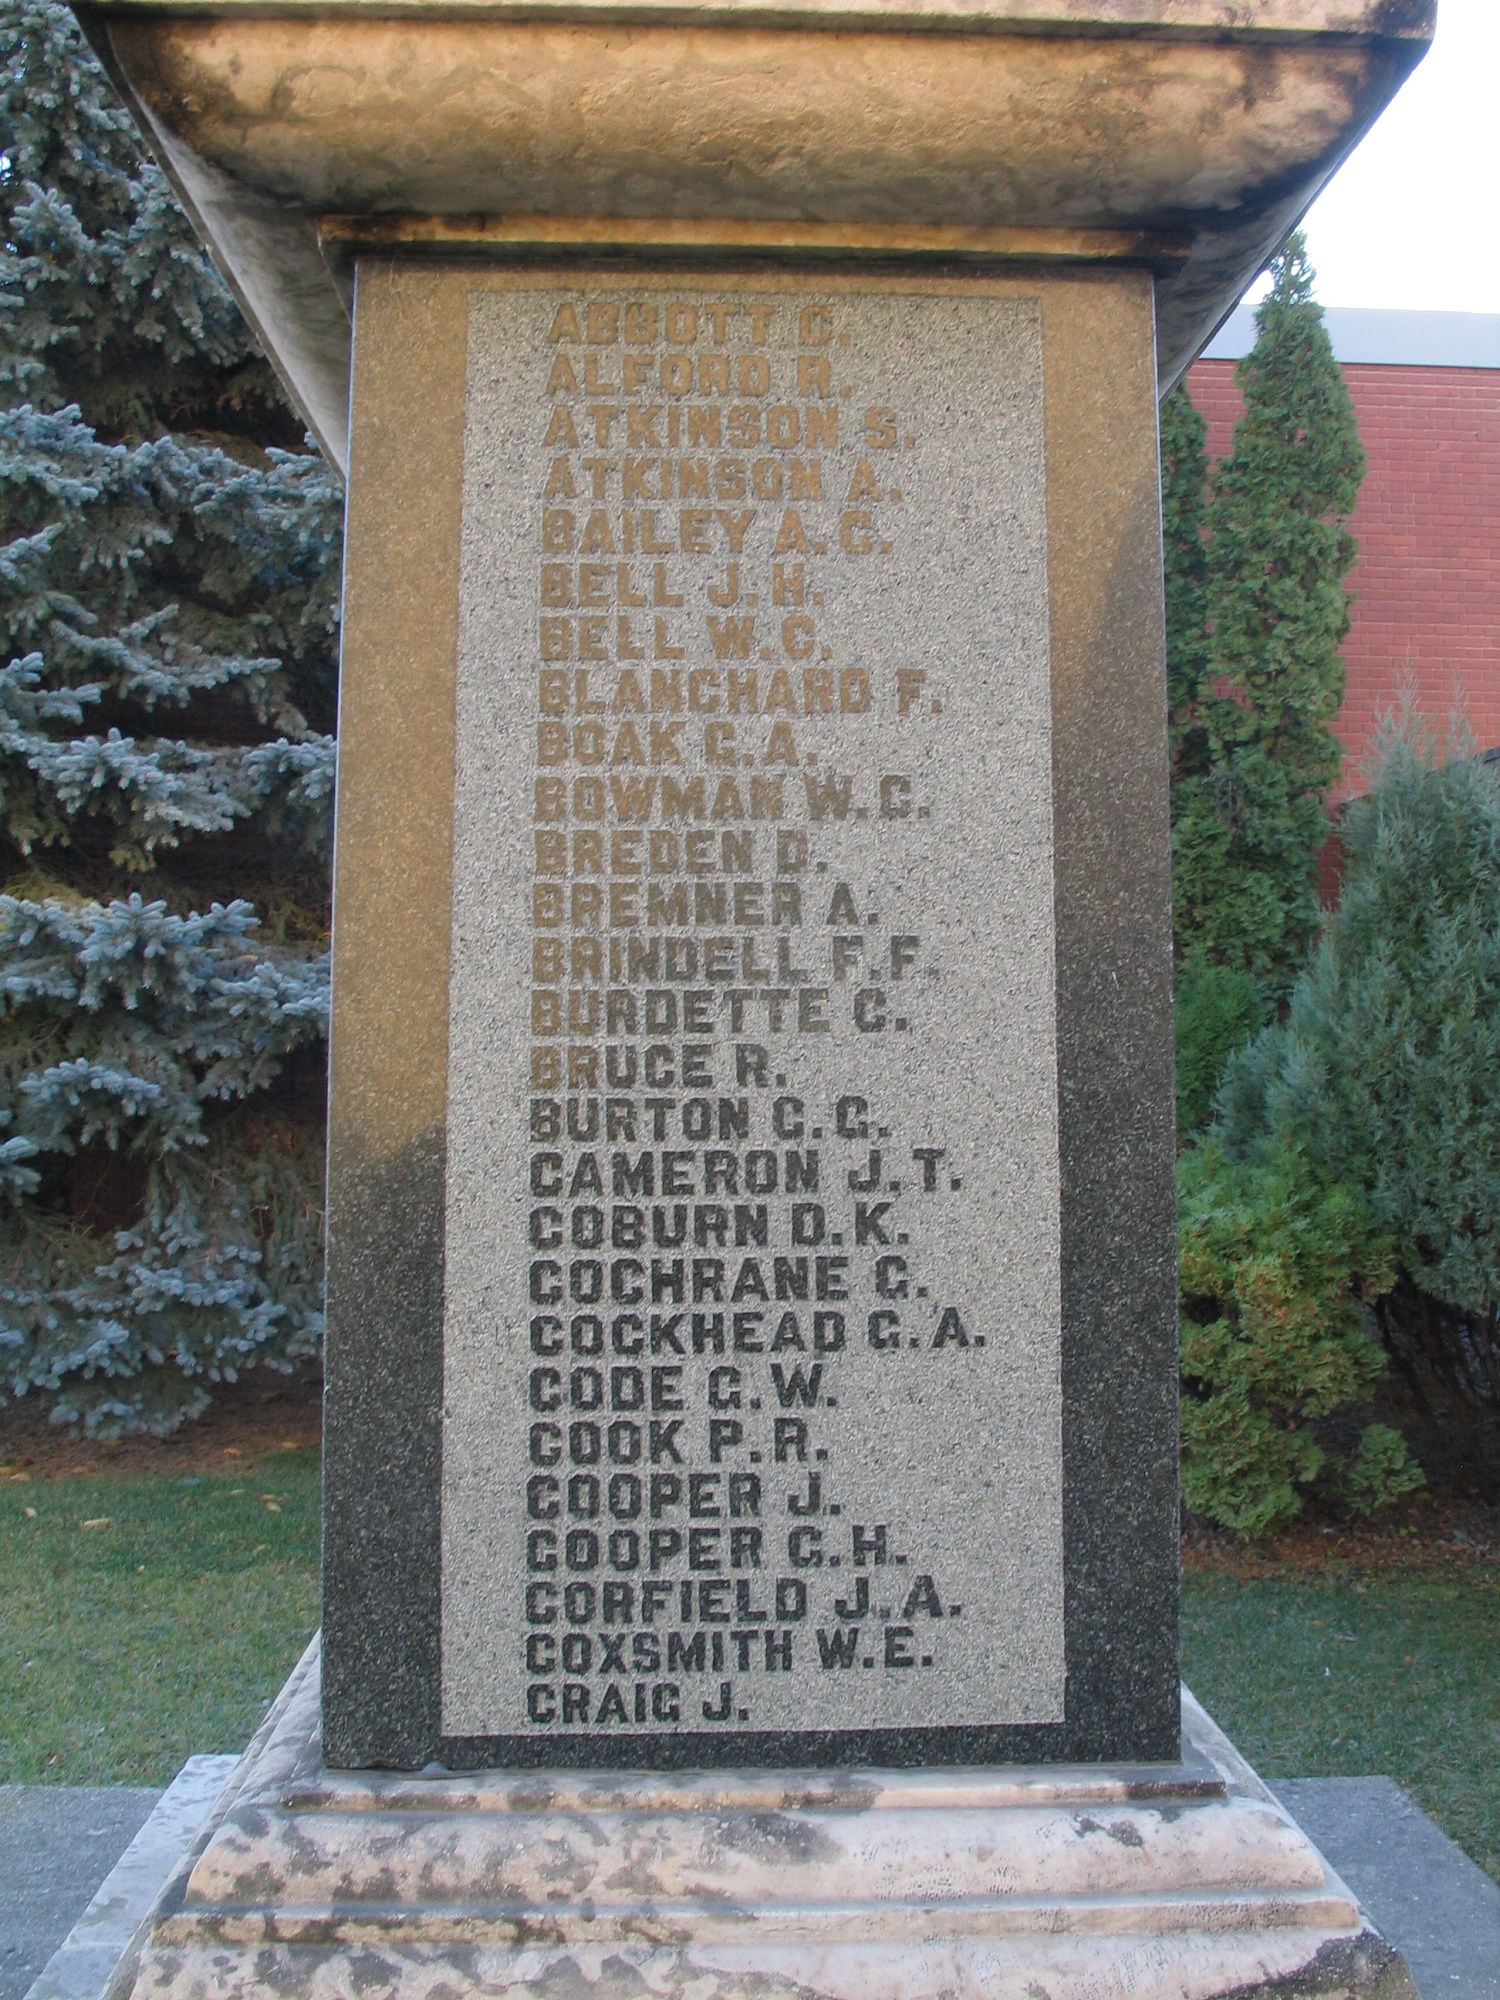 ABBOTT C.
ALFORD R.
ATKINSON S.
ATKINSON A.
BAILEY A.C.
BELL J.H.
BELL W.C.
BLANCHARD F.
BOAK G.A.
BOWMAN W.C.
BREDEN D.
BREMNER A.
BRINDELL F.F.
BURDETTE C.
BRUCE R.
BURTON C.G.
CAMERON J.T.
COBURN D.K.
COCHRANE G.
COCKHEAD G.A.
CODE G.W.
COOK P.R.
COOPER J.
COOPER G.H.
CORFIELD J.A.
COXSMITH W.E.
CRAIG J.